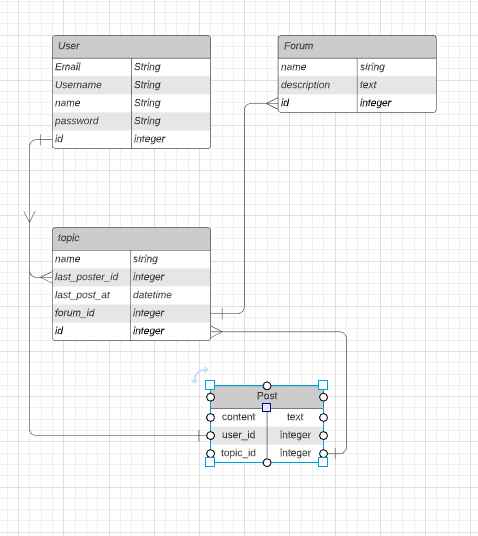 User
Email String
Username String
name String
password String
id integer
Forum
name string
description text
id integer
topic
name string
last_poster_id integer
last_post_at datetime
forum_id integer
id integer
Post
content text
user_id Integer
topic_id Integer